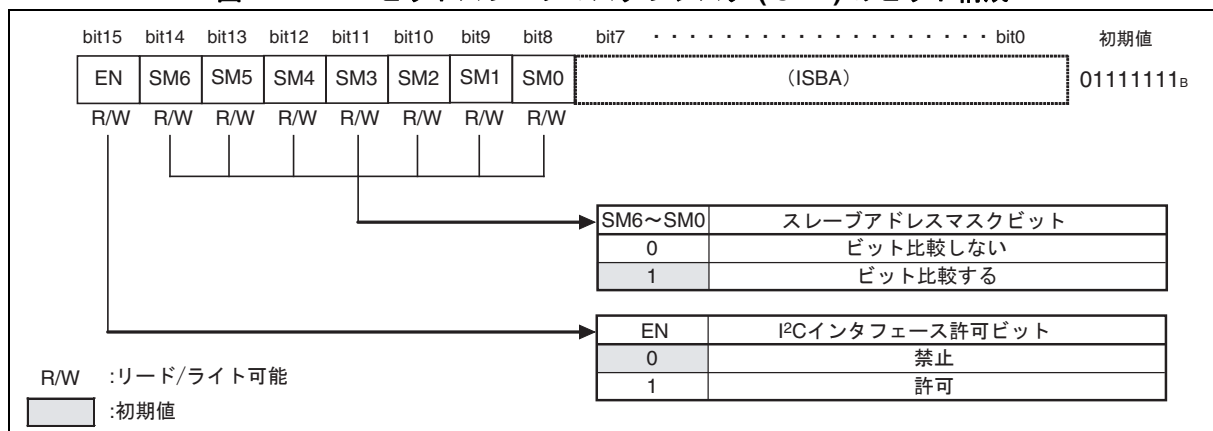 bit15 bit14 bit13 bit12 bit11 bit10 bit9 bit8 bit7 ・・・・・・・・・・・・・・・・・・・・ bit0 初期値
EN SM6 SM5 SM4 SM3 SM2 SM1 SM0 (ISBA) 01111111B
R/W R/W R/W R/W R/W R/W R/W R/W
SM6～SM0 スレーブアドレスマスクビット
0 ビット比較しない
1 ビット比較する
EN I2Cインタフェース許可ビット
0 禁止
1 許可
R/W :リード/ライト可能
:初期値